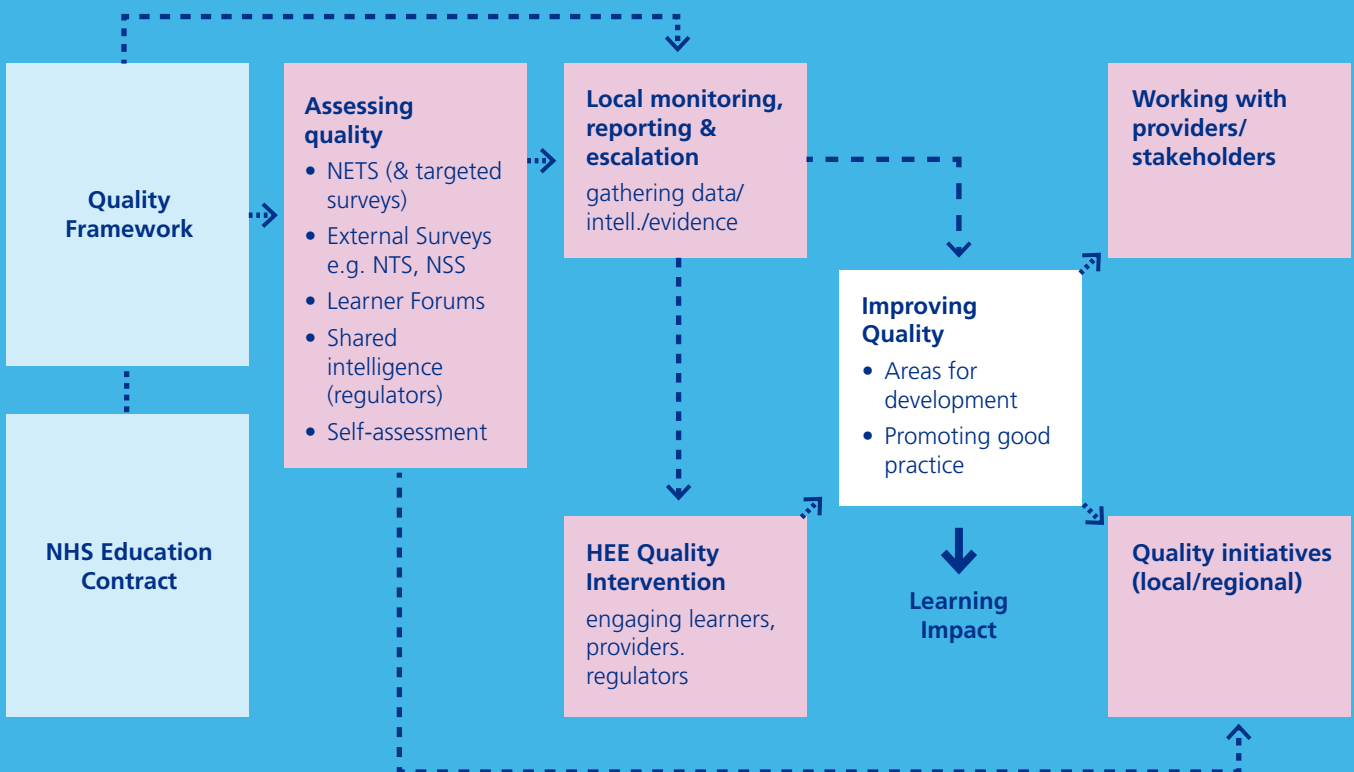 Quality
Framework
NHS Education
Contract
Assessing
quality
• NETS (& targeted
surveys)
• External Surveys
e.g. NTS, NSS
• Learner Forums
• Shared
intelligence
(regulators)
• Self-assessment
Local monitoring,
reporting &
escalation
gathering data/
intell./evidence
HEE Quality
Intervention
engaging learners,
providers.
regulators
Improving
Quality
• Areas for
development
• Promoting good
practice
Learning
Impact
Working with
providers/
stakeholders
Quality initiatives
(local/regional)